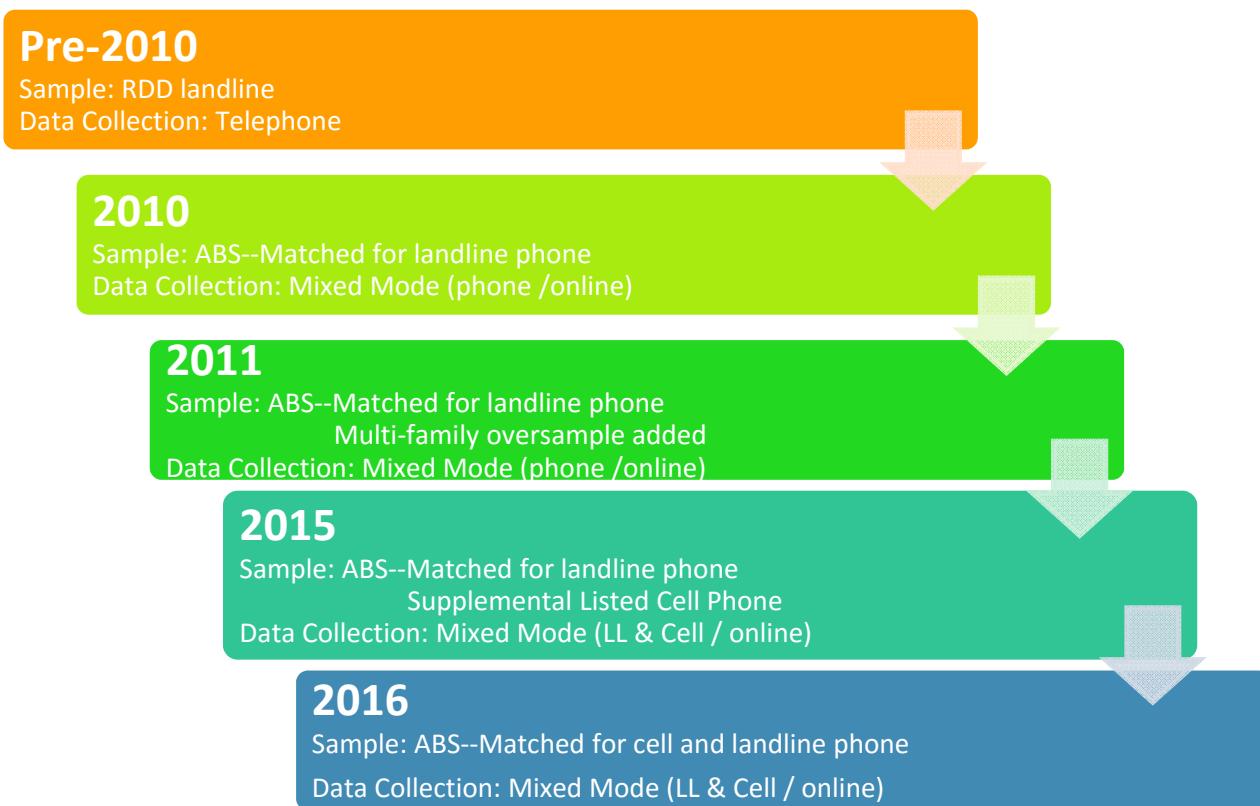 Pre-2010
Sample: RDD landline
Data Collection: Telephone
2010
Sample: ABS--Matched for landline phone
Data Collection: Mixed Mode (phone /online)
2011
Sample: ABS--Matched for landline phone
Multi-family oversample added
Data Collection: Mixed Mode (phone /online)
2015
Sample: ABS--Matched for landline phone
Supplemental Listed Cell Phone
Data Collection: Mixed Mode (LL & Cell / online)
2016
Sample: ABS--Matched for cell and landline phone
Data Collection: Mixed Mode (LL & Cell / online)